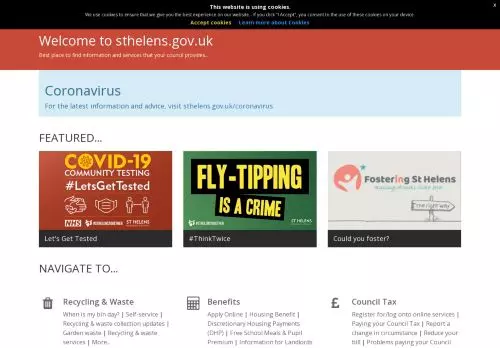 This website is using cookies.
x
We use cookies to ensure that we give you the best experience on our website. If you click "I Accept", you consent to the use of these cookies on your device.
Accept cookies Learn more about Cookies
Welcome to sthelens.gov.uk
Best place to find information and services that your council provides...
Coronavirus
For the latest information and advice, visit sthelens.gov.uk/coronavirus
FEATURED...
COVID-19
COMMUNITY TESTING
#LetsGetTested
NHS #STHELENSTOGETHER ST HELENS
Let's Get Tested
FLY-TIPPING
IS A CRIME
#STHELENSTOGETHER ST HELENS
#ThinkTwice
Fostering St Helens
The right way
Could you foster?
NAVIGATE TO...
Recycling & Waste
When is my bin day? | Self-service |
Recycling & waste collection updates |
Garden waste | Recycling & waste
services | More..
Benefits
Apply Online | Housing Benefit |
Discretionary Housing Payments
(DHP) | Free School Meals & Pupil
Premium | Information for Landlords
£ Council Tax
Register for/log onto online services |
Paying your Council Tax | Report a
change in circumstance | Reduce your
bill | Problems paying your Council